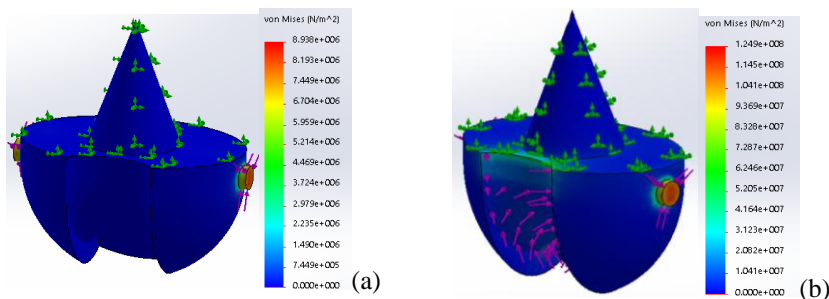 von Mises (N/m^2)
8.938e+006
8.193e+006
7.449e+006
6.704e+006
5.959e+006
5.214e+006
4.469e+006
3.724e+006
2.979e+006
2.235e+006
1.490e+006
7.449e+005
0.000e+000
(a)
von Mises (N/m^2)
1.249e+008
1.145e+008
1.041e+008
9.369e+007
8.328e+007
7.287e+007
6.246e+007
5.205e+007
4.164e+007
3.123e+007
2.082e+007
1.041e+007
0.000e+000
(b)